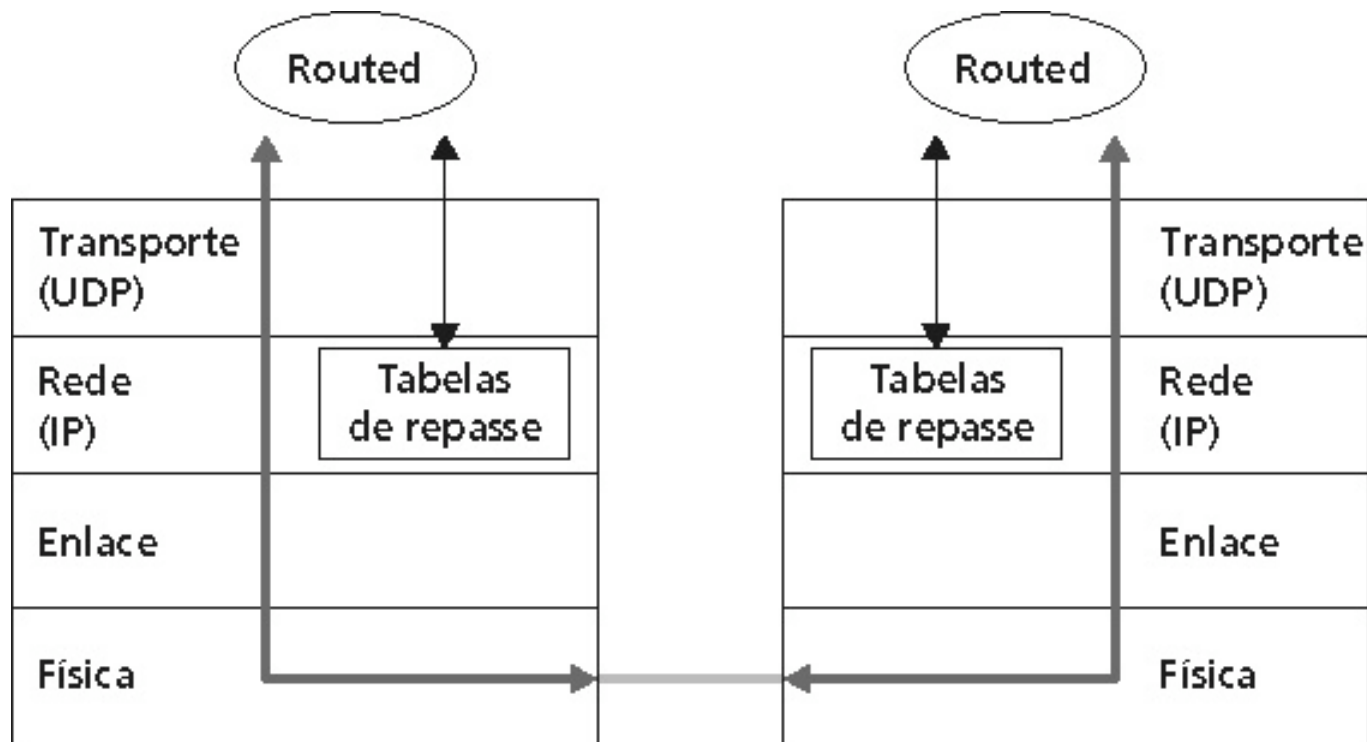 Routed
Routed
Transporte
(UDP)
Transporte
(UDP)
Rede
(IP)
Tabelas
de repasse
Tabelas
de repasse
Rede
(IP)
Enlace
Enlace
Física
Física